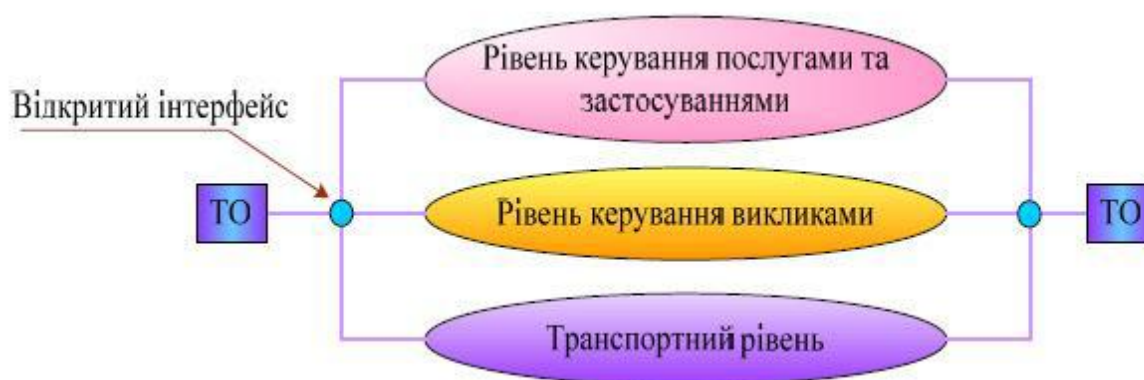 Рівень керування послугами та
застосуваннями
Відкритий інтерфейс
ТО
Рівень керування викликами
ТО
Транспортний рівень